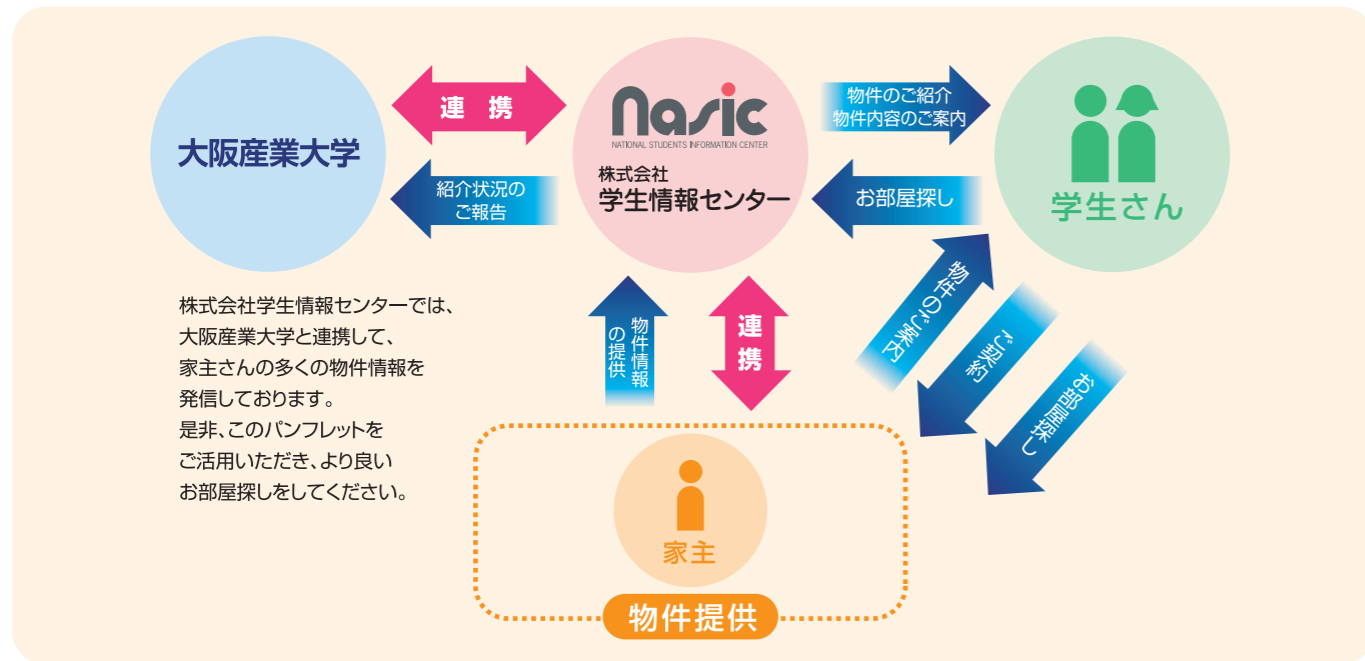 大阪産業大学
連 携
紹介状況の
ご報告
nasic
NATIONAL STUDENTS INFORMATION CENTER
株式会社
学生情報センター
物件のご紹介
物件内容のご案内
お部屋探し
学生さん
株式会社学生情報センターでは、
大阪産業大学と連携して、
家主さんの多くの物件情報を
発信しております。
是非、このパンフレットを
ご活用いただき、より良い
お部屋探しをしてください。
物件情報
の提供
連携
物件のご案内
ご契約
お部屋探し
家主
物件提供